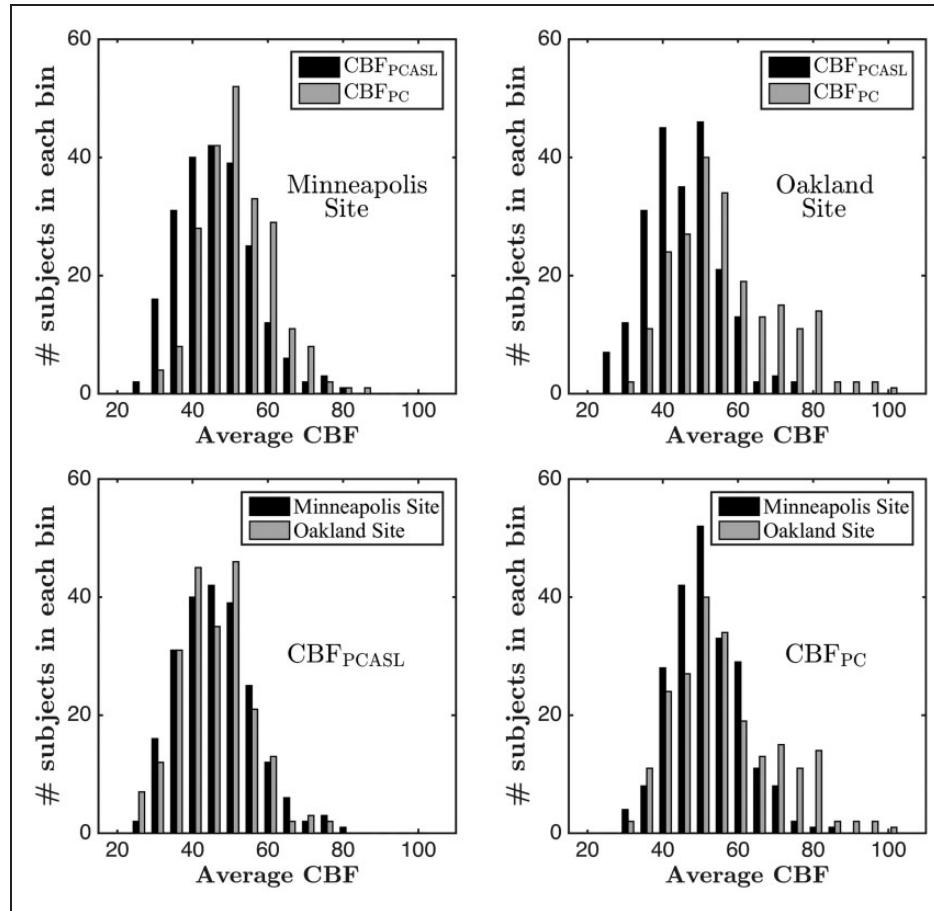 60
40
20
0
# subjects in each bin
CBF_PCASL
CBF_PC
Minneapolis
Site
20 40 60 80 100
Average CBF
60
40
20
0
# subjects in each bin
CBF_PCASL
CBF_PC
Oakland
Site
20 40 60 80 100
Average CBF
60
40
20
0
# subjects in each bin
Minneapolis Site
Oakland Site
CBF_PCASL
20 40 60 80 100
Average CBF
60
40
20
0
# subjects in each bin
Minneapolis Site
Oakland Site
CBF_PC
20 40 60 80 100
Average CBF